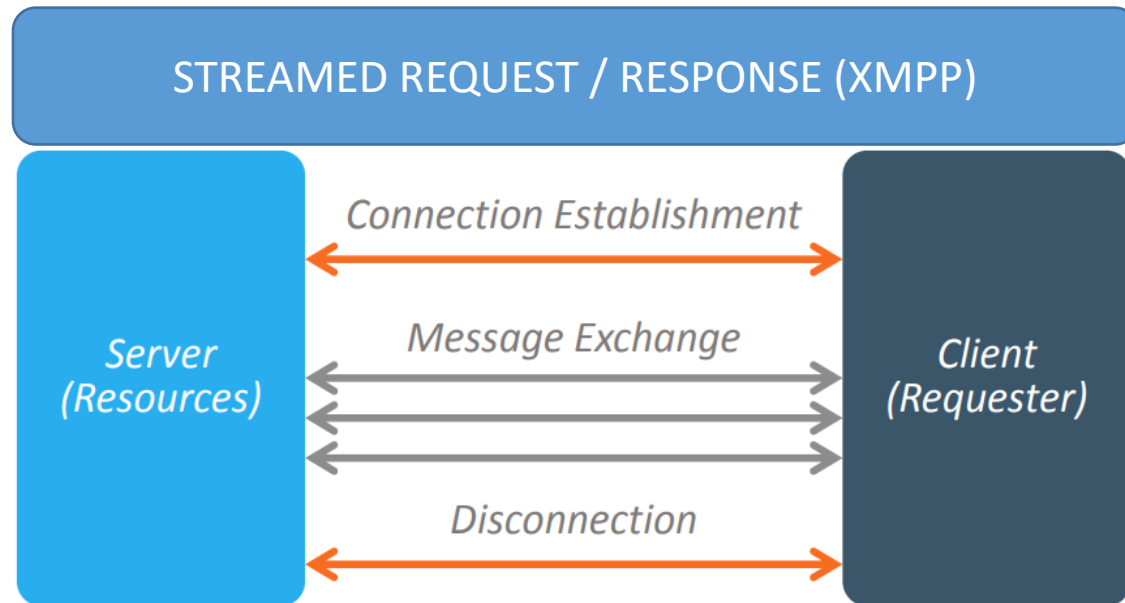 STREAMED REQUEST / RESPONSE (XMPP)
Connection Establishment
Message Exchange
Server
(Resources)
Client
(Requester)
Disconnection